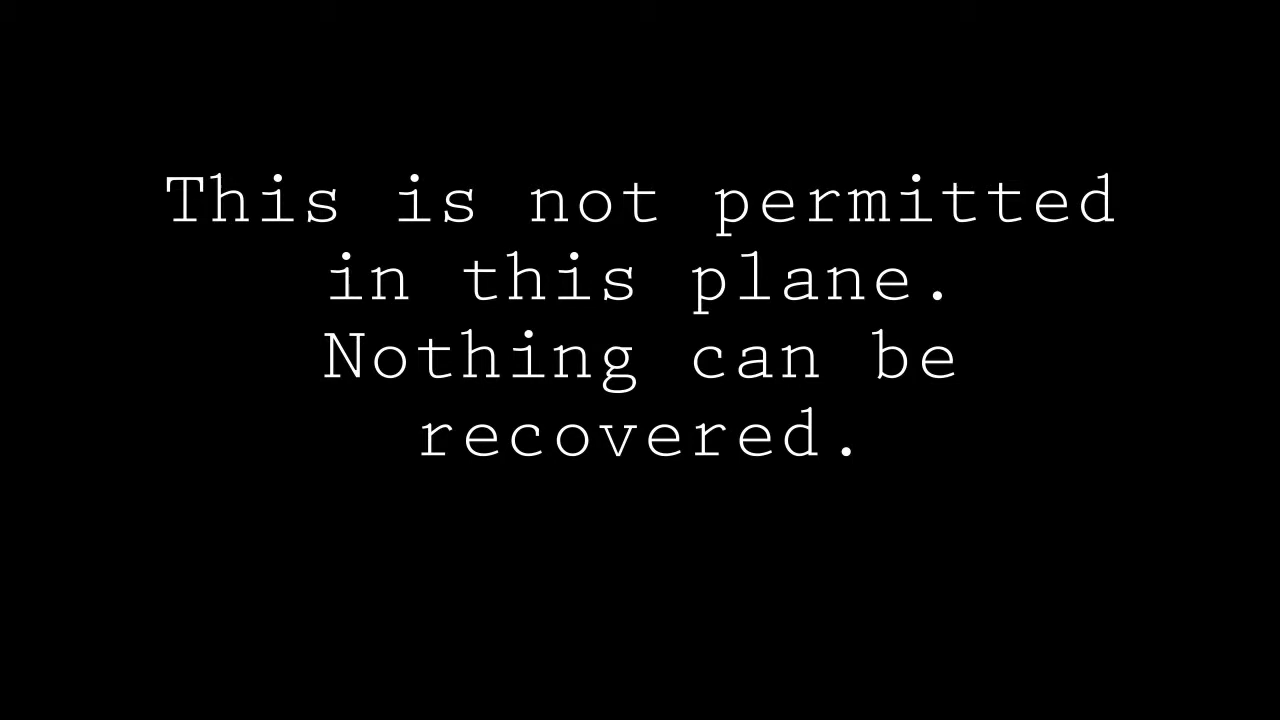 This is not permitted
in this plane.
Nothing can be
recovered.